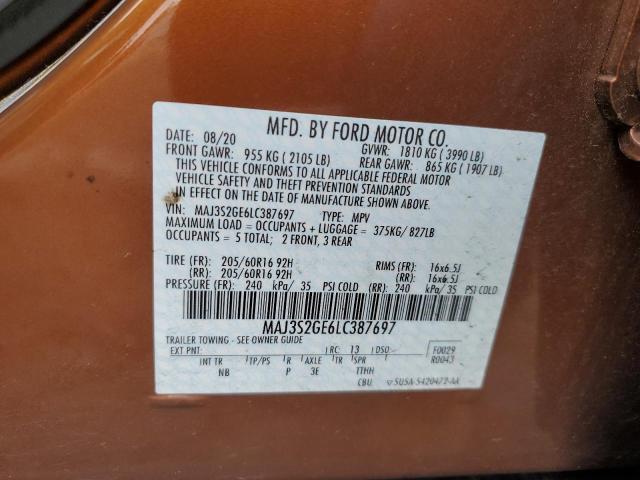 MFD. BY FORD MOTOR CO.
DATE: 08/20 GVWR: 1810 KG ( 3990 LB)
FRONT GAWR: 955 KG ( 2105 LB) REAR GAWR: 865 KG ( 1907 LB)
THIS VEHICLE CONFORMS TO ALL APPLICABLE FEDERAL MOTOR
VEHICLE SAFETY AND THEFT PREVENTION STANDARDS
IN EFFECT ON THE DATE OF MANUFACTURE SHOWN ABOVE.
VIN: MAJ3S2GE6LC387697 TYPE: MPV
MAXIMUM LOAD = OCCUPANTS + LUGGAGE = 375KG/ 827LB
OCCUPANTS = 5 TOTAL; 2 FRONT, 3 REAR
TIRE (FR): 205/60R16 92H RIMS (FR): 16x6.5J
(RR): 205/60R16 92H (RR): 16x6.5J
PRESSURE (FR): 240 kPa/ 35 PSI COLD (RR): 240 kPa/ 35 PSI COLD
MAJ3S2GE6LC387697
TRAILER TOWING - SEE OWNER GUIDE
EXT PNT: RC: 13 DSO: F0029
R0043
INT TR TP/PS R AXLE TR SPR
NB P 3E TTHH
CBU 5U5A-5420472-AA